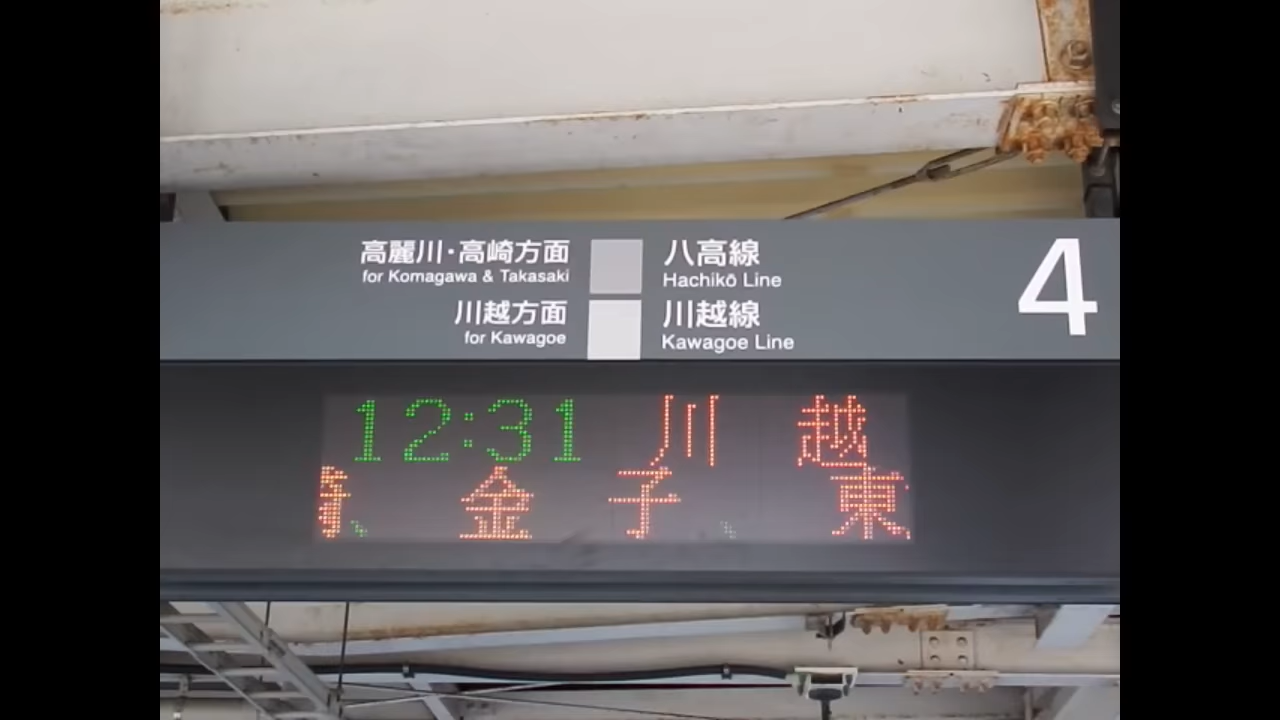 高麗川・高崎方面 八高線 4
for Komagawa & Takasaki Hachikō Line
川越方面 川越線
for Kawagoe Kawagoe Line
12:31 川越
、金子、東